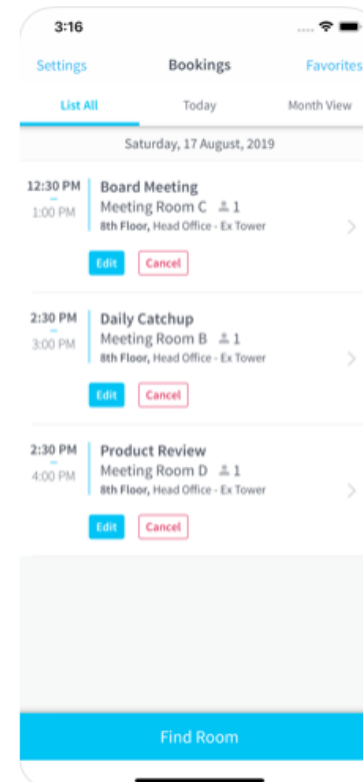 3:16
Settings Bookings Favorites
List All Today Month View
Saturday, 17 August, 2019
12:30 PM Board Meeting
1:00 PM Meeting Room C 1
8th Floor, Head Office - Ex Tower
Edit Cancel
2:30 PM Daily Catchup
3:00 PM Meeting Room B 1
8th Floor, Head Office - Ex Tower
Edit Cancel
2:30 PM Product Review
4:00 PM Meeting Room D 1
8th Floor, Head Office - Ex Tower
Edit Cancel
Find Room